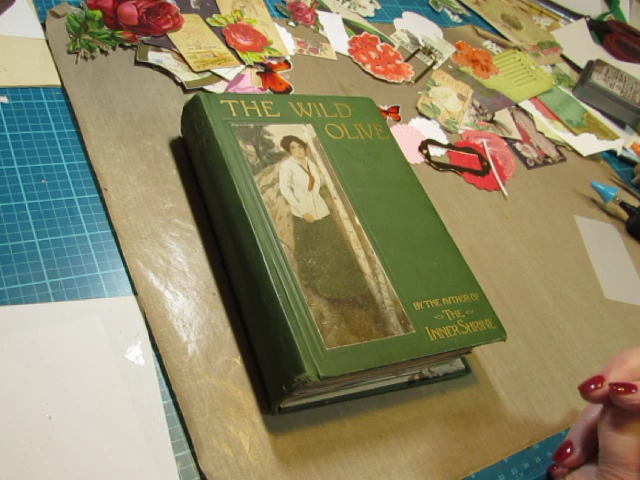 THE WILD
OLIVE
BY THE AUTHOR OF
THE
INNER SHRINE